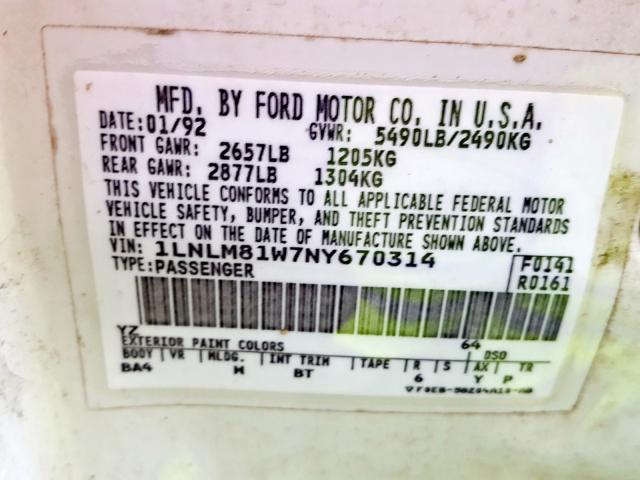 MFD. BY FORD MOTOR CO. IN U.S.A.
DATE: 01/92 GVWR: 5490LB/2490KG
FRONT GAWR: 2657LB 1205KG
REAR GAWR: 2877LB 1304KG
THIS VEHICLE CONFORMS TO ALL APPLICABLE FEDERAL MOTOR
VEHICLE SAFETY, BUMPER, AND THEFT PREVENTION STANDARDS
IN EFFECT ON THE DATE OF MANUFACTURE SHOWN ABOVE.
VIN: 1LNLM81W7NY670314 F0141
TYPE: PASSENGER R0161
YZ 64
EXTERIOR PAINT COLORS DSO
BODY VR MLDG. INT TRIM TAPE R S AX TR
BA4 M BT 6 Y P